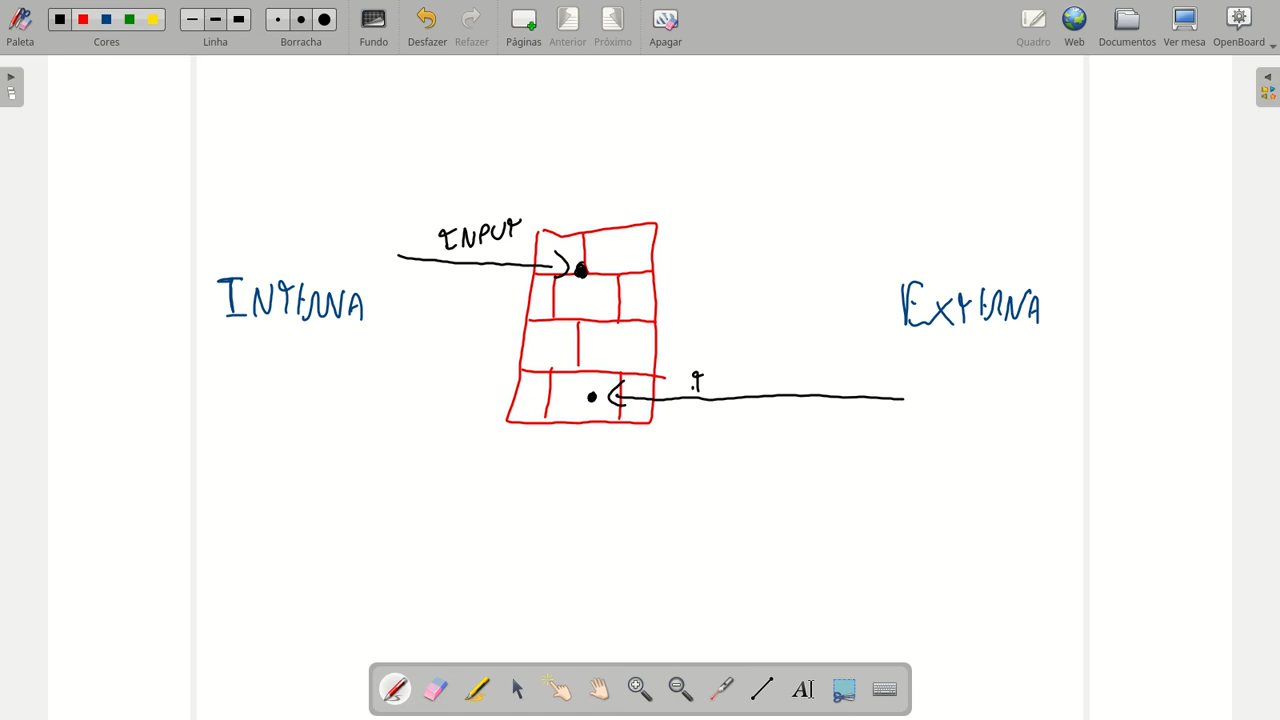 Paleta Cores Linha Borracha Fundo Desfazer Refazer Páginas Anterior Próximo Apagar Quadro Web Documentos Ver mesa OpenBoard
INPUT
INTERNA
EXTERNA
I
AI